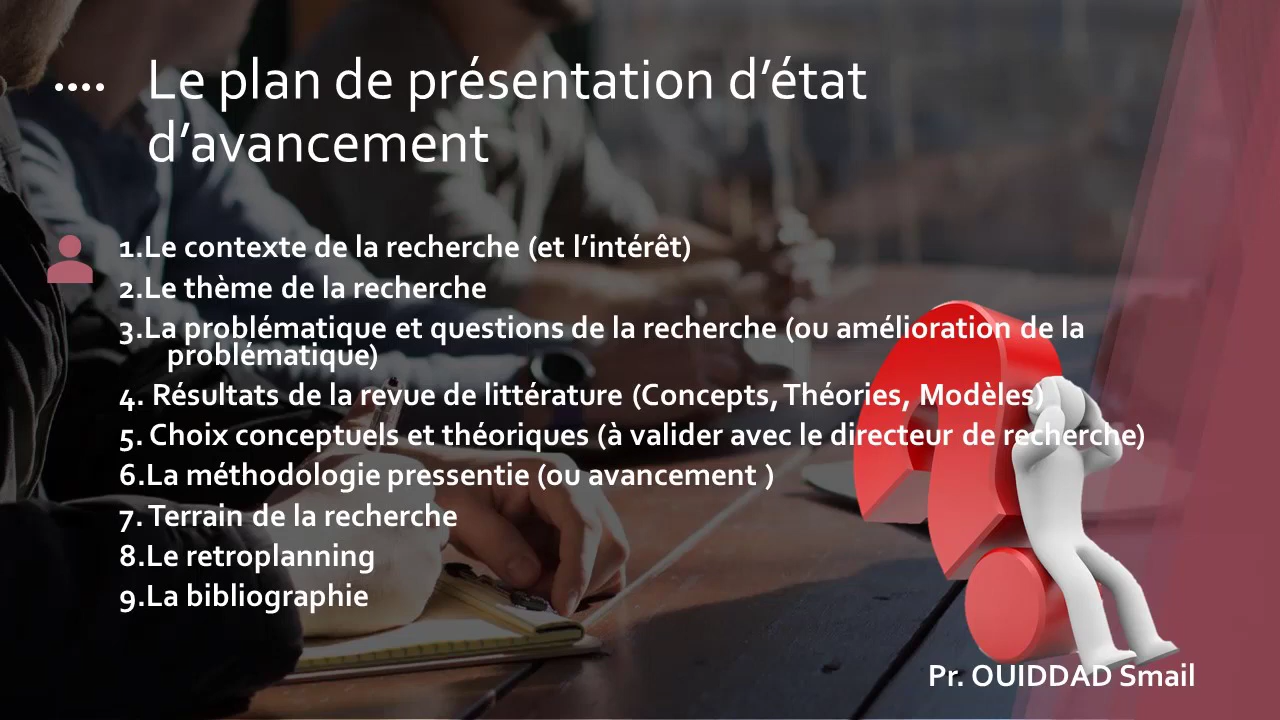 .... Le plan de présentation d’état
d’avancement
1.Le contexte de la recherche (et l’intérêt)
2.Le thème de la recherche
3.La problématique et questions de la recherche (ou amélioration de la
problématique)
4. Résultats de la revue de littérature (Concepts, Théories, Modèles)
5. Choix conceptuels et théoriques (à valider avec le directeur de recherche)
6.La méthodologie pressentie (ou avancement )
7. Terrain de la recherche
8.Le retroplanning
9.La bibliographie
Pr. OUIDDAD Smail